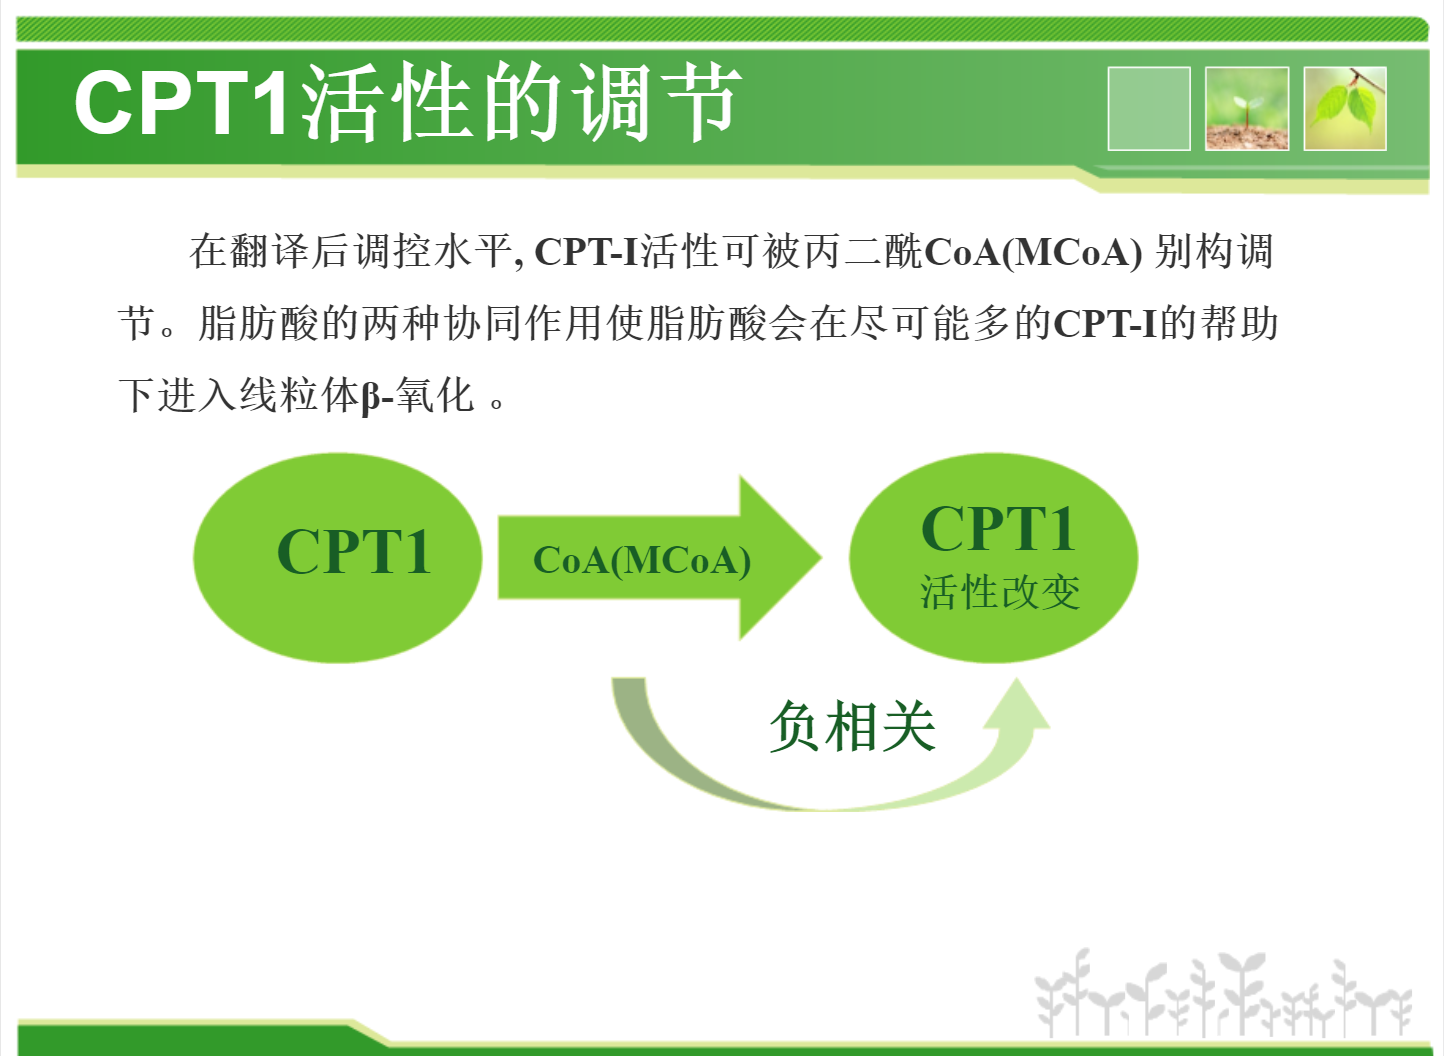 CPT1活性的调节
在翻译后调控水平, CPT-I活性可被丙二酰CoA(MCoA) 别构调
节。脂肪酸的两种协同作用使脂肪酸会在尽可能多的CPT-I的帮助
下进入线粒体β-氧化 。
CPT1
CoA(MCoA)
CPT1
活性改变
负相关